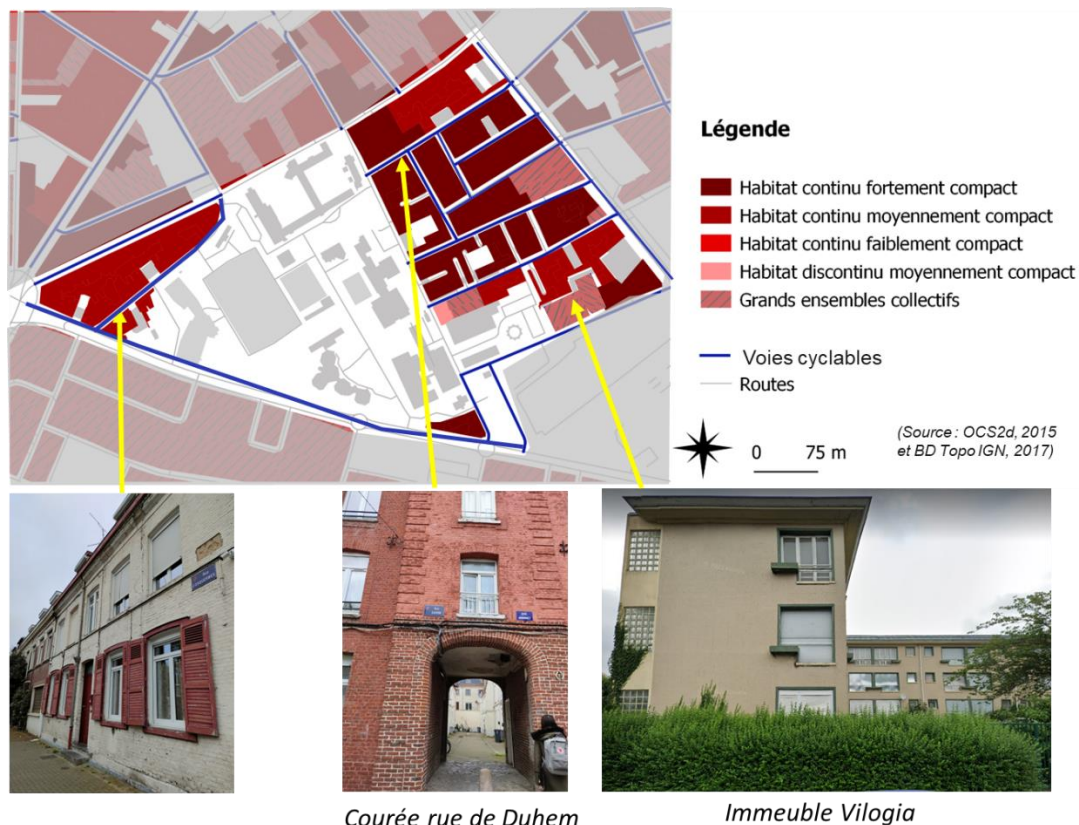 Légende
Habitat continu fortement compact
Habitat continu moyennement compact
Habitat continu faiblement compact
Habitat discontinu moyennement compact
Grands ensembles collectifs
Voies cyclables
Routes
0 75 m
(Source : OCS2d, 2015
et BD Topo IGN, 2017)
Courée rue de Duhem
Immeuble Vilogia